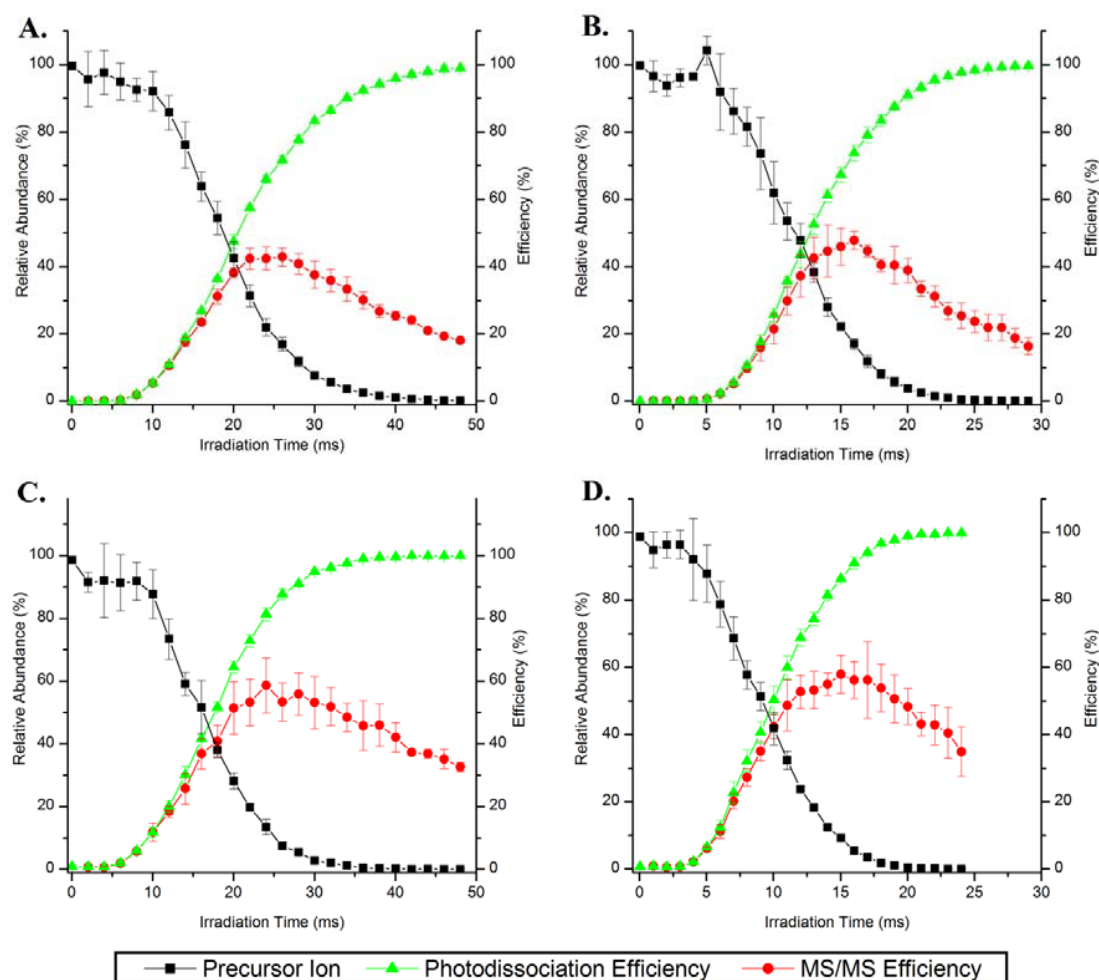 A.
B.
Relative Abundance (%)
100
80
60
40
20
0
Efficiency (%)
100
80
60
40
20
0
0 10 20 30 40 50
Irradiation Time (ms)
Relative Abundance (%)
100
80
60
40
20
0
Efficiency (%)
100
80
60
40
20
0
0 5 10 15 20 25 30
Irradiation Time (ms)
C.
D.
Relative Abundance (%)
100
80
60
40
20
0
Efficiency (%)
100
80
60
40
20
0
0 10 20 30 40 50
Irradiation Time (ms)
Relative Abundance (%)
100
80
60
40
20
0
Efficiency (%)
100
80
60
40
20
0
0 5 10 15 20 25 30
Irradiation Time (ms)
Precursor Ion Photodissociation Efficiency MS/MS Efficiency